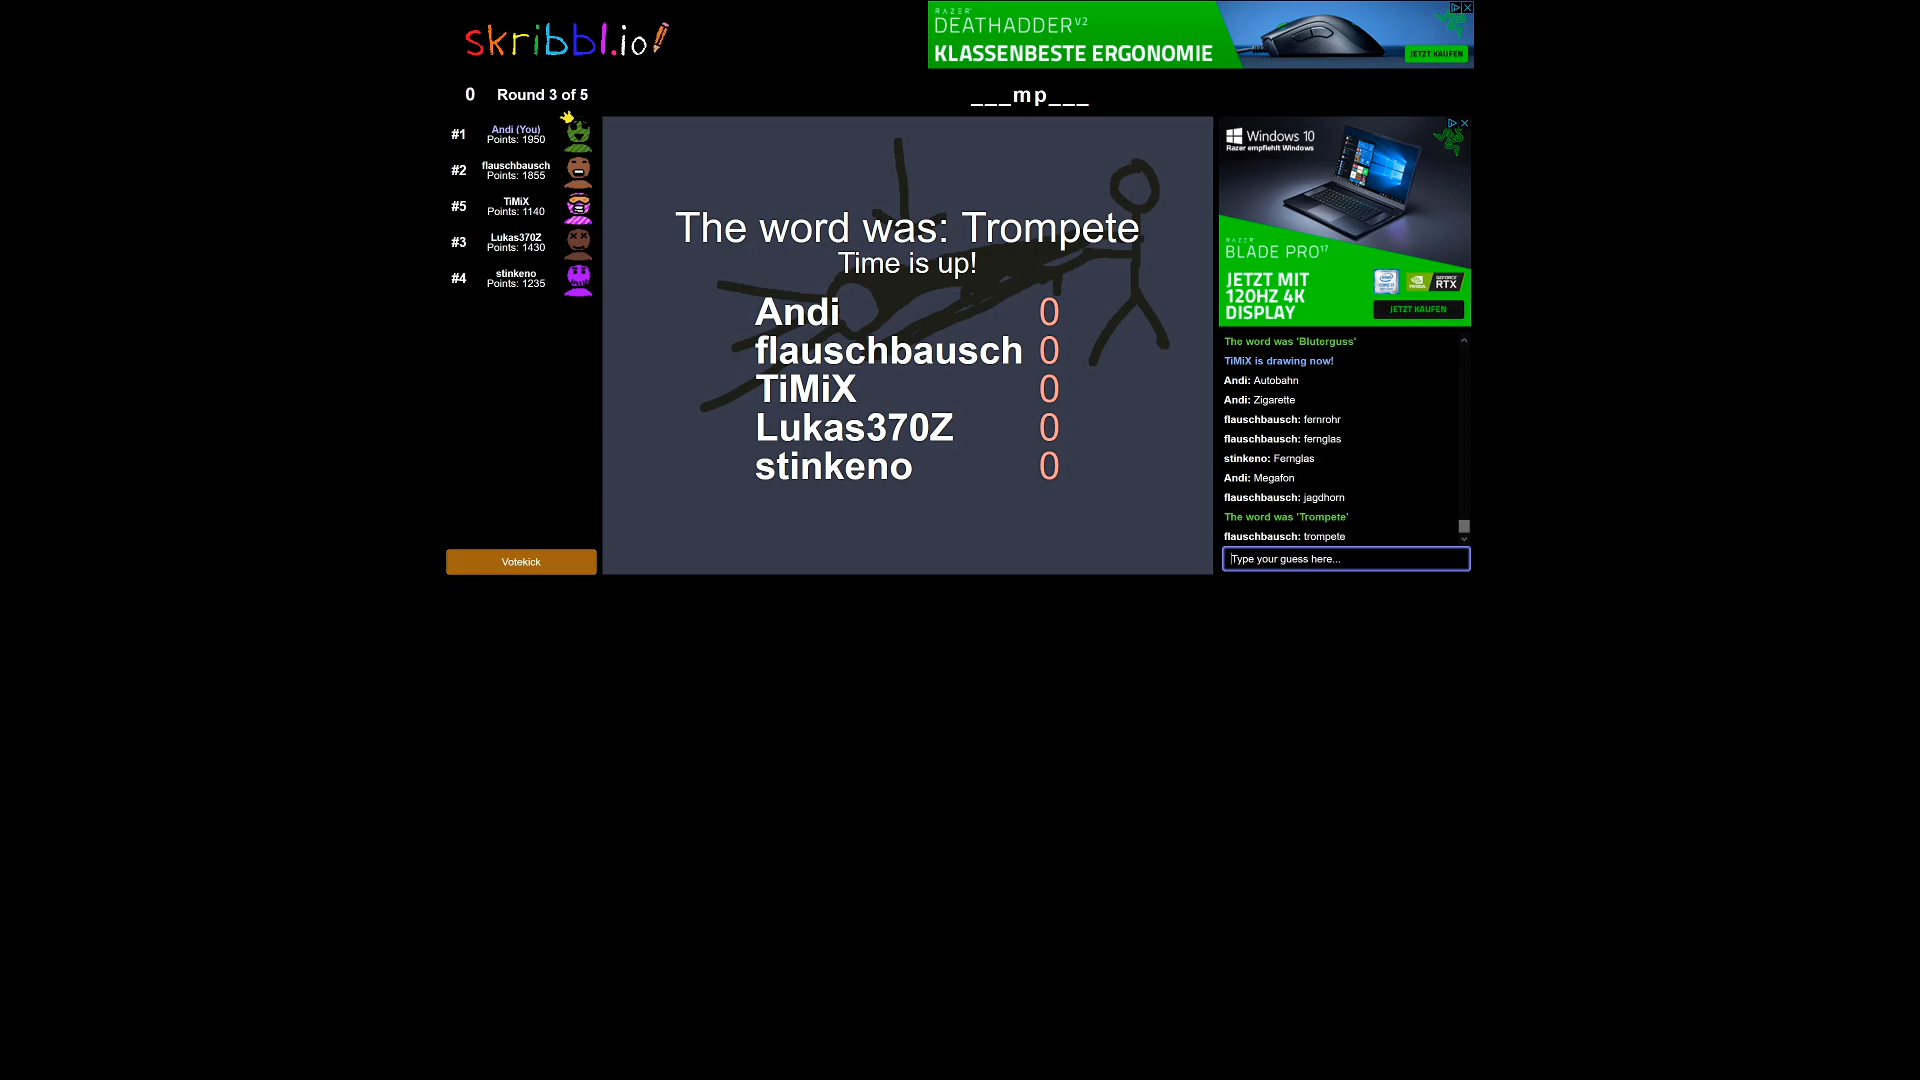 skribbl.io
RAZER
DEATHADDER V2
KLASSENBESTE ERGONOMIE
JETZT KAUFEN
0 Round 3 of 5
___mp___
#1 Andi (You)
Points: 1950
#2 flauschbausch
Points: 1855
#5 TiMiX
Points: 1140
#3 Lukas370Z
Points: 1430
#4 stinkeno
Points: 1235
Votekick
The word was: Trompete
Time is up!
Andi 0
flauschbausch 0
TiMiX 0
Lukas370Z 0
stinkeno 0
Windows 10
Razer empfiehlt Windows
RAZER
BLADE PRO 17
JETZT MIT
120HZ 4K
DISPLAY
GEFORCE
RTX
JETZT KAUFEN
The word was 'Bluterguss'
TiMiX is drawing now!
Andi: Autobahn
Andi: Zigarette
flauschbausch: fernrohr
flauschbausch: fernglas
stinkeno: Fernglas
Andi: Megafon
flauschbausch: jagdhorn
The word was 'Trompete'
flauschbausch: trompete
Type your guess here...